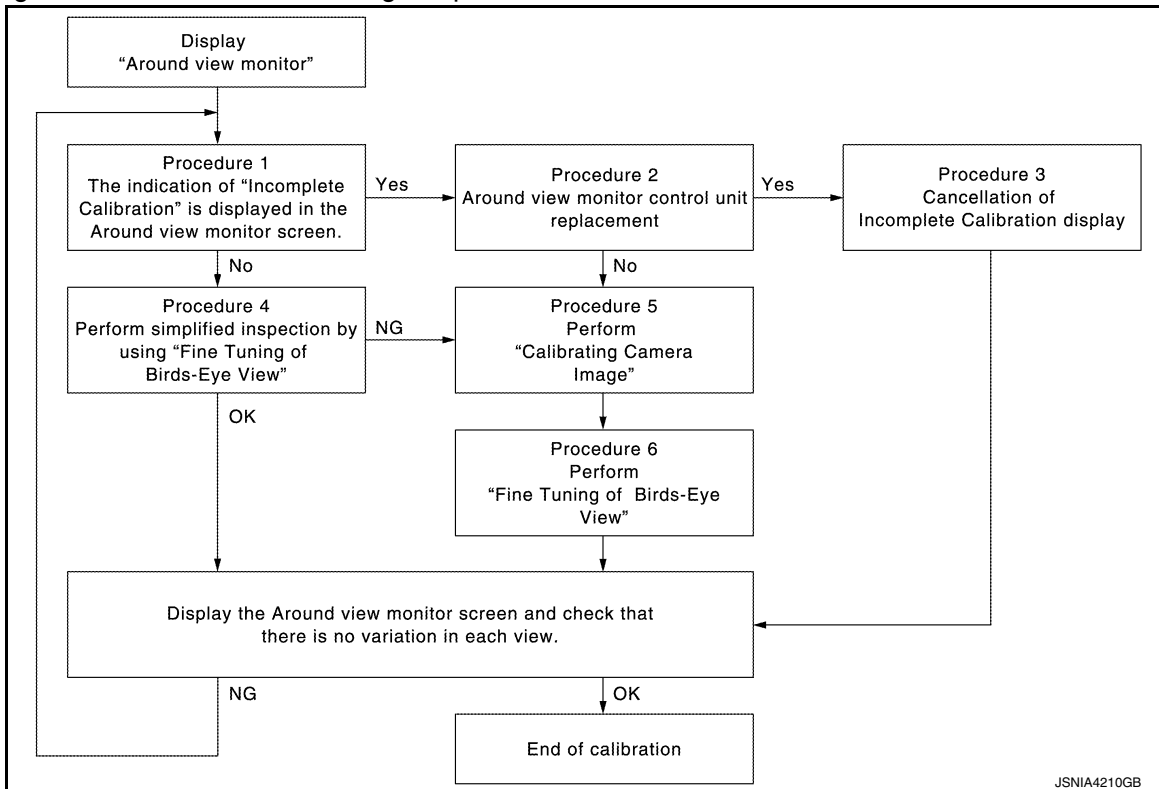 Display
“Around view monitor”
Procedure 1
The indication of “Incomplete
Calibration” is displayed in the
Around view monitor screen.
Yes
Procedure 2
Around view monitor control unit
replacement
Yes
Procedure 3
Cancellation of
Incomplete Calibration display
No
No
Procedure 4
Perform simplified inspection by
using “Fine Tuning of
Birds-Eye View”
NG
Procedure 5
Perform
“Calibrating Camera
Image”
OK
Procedure 6
Perform
“Fine Tuning of Birds-Eye
View”
Display the Around view monitor screen and check that
there is no variation in each view.
NG
OK
End of calibration
JSNIA4210GB